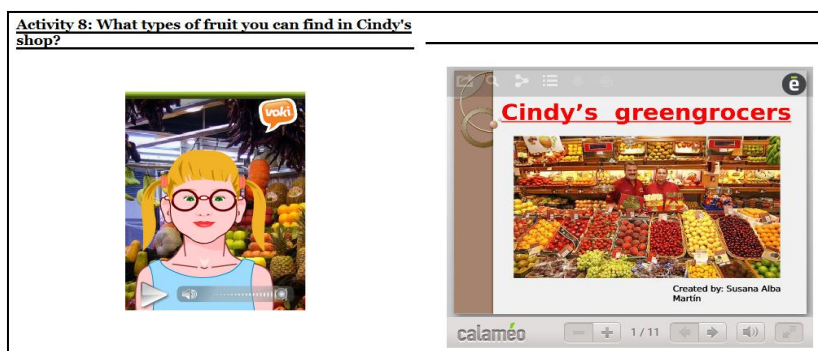 Activity 8: What types of fruit you can find in Cindy's
shop?
voki
ē
Cindy's greengrocers
Created by: Susana Alba
Martín
calaméo
1 / 11